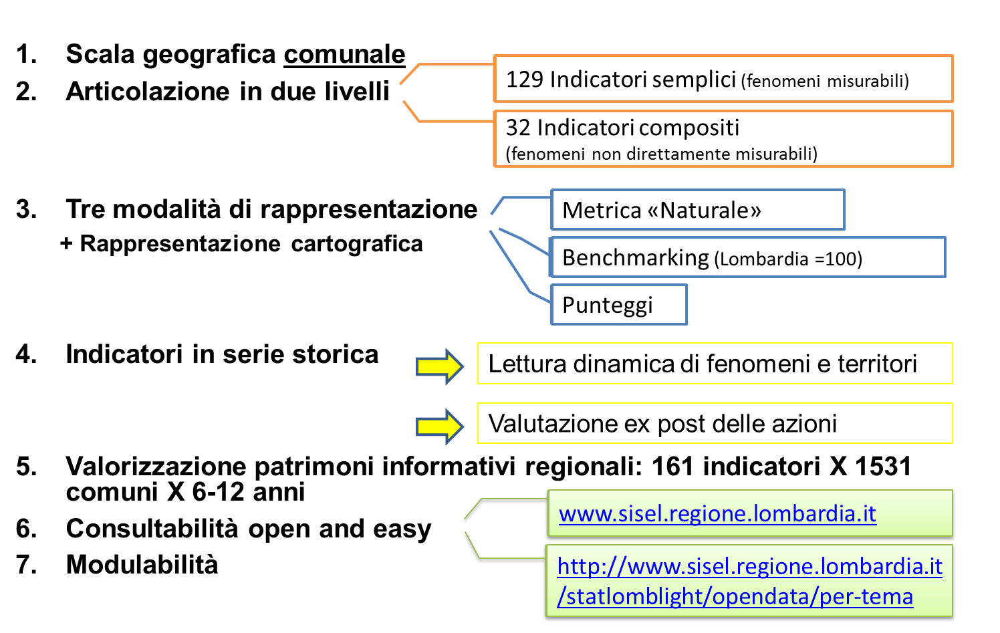 1. Scala geografica comunale
2. Articolazione in due livelli
129 Indicatori semplici (fenomeni misurabili)
32 Indicatori compositi
(fenomeni non direttamente misurabili)
3. Tre modalità di rappresentazione
+ Rappresentazione cartografica
Metrica «Naturale»
Benchmarking (Lombardia =100)
Punteggi
4. Indicatori in serie storica
Lettura dinamica di fenomeni e territori
Valutazione ex post delle azioni
5. Valorizzazione patrimoni informativi regionali: 161 indicatori X 1531
comuni X 6-12 anni
6. Consultabilità open and easy
www.sisel.regione.lombardia.it
7. Modulabilità
http://www.sisel.regione.lombardia.it
/statlomblight/opendata/per-tema